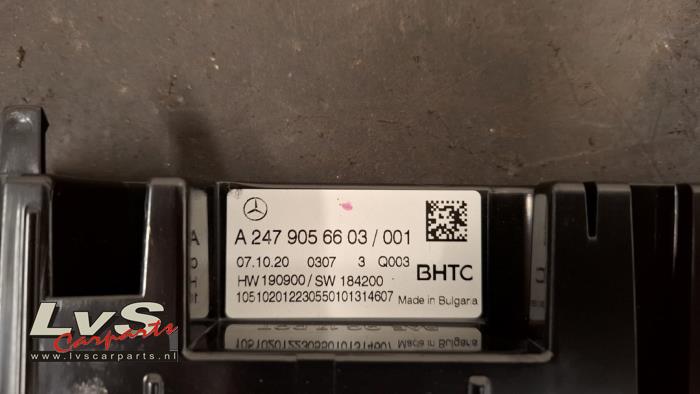 A 247 905 66 03 / 001
07.10.20 0307 3 Q003
HW 190900 / SW 184200
105102012230550101314607
BHTC
Made in Bulgaria
LvS
Carparts
www.lvscarparts.nl